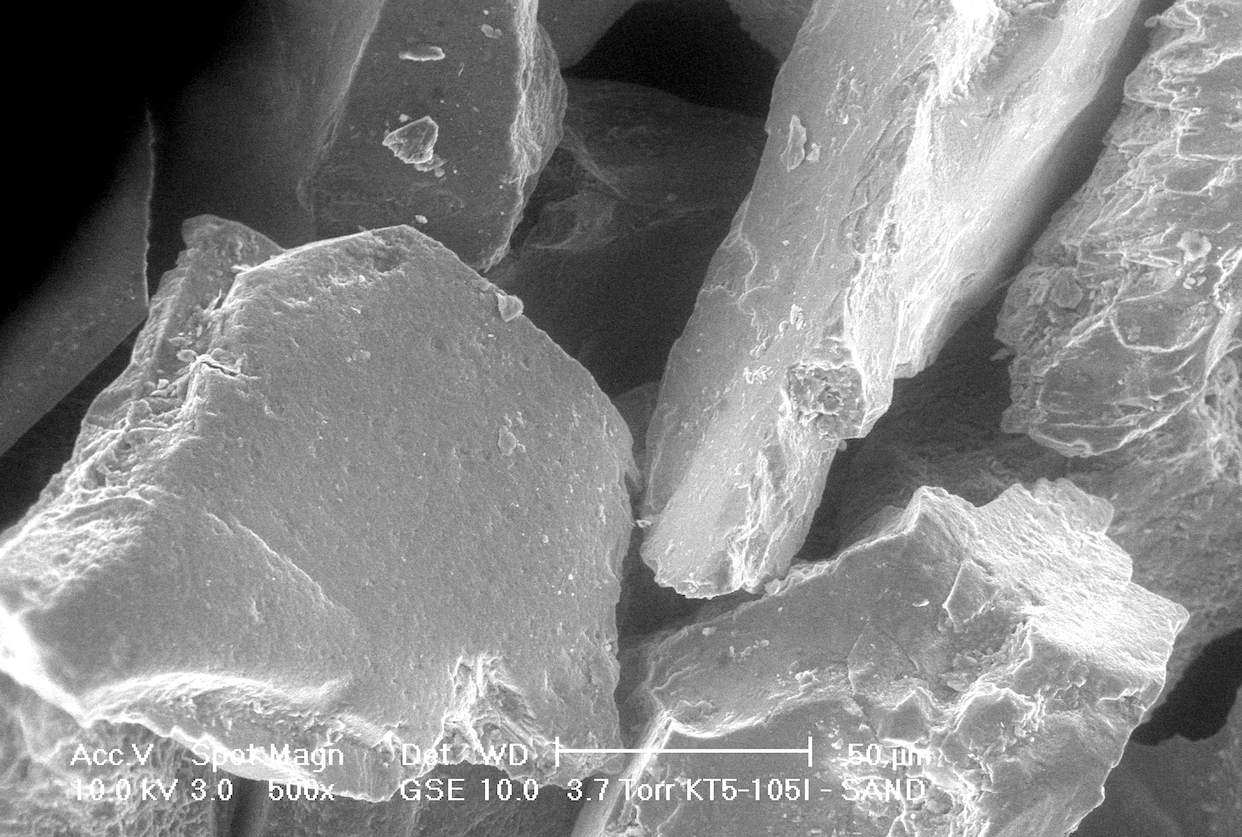 Acc.V Spot Magn Det WD 50 µm
10.0 kV 3.0 500x GSE 10.0 3.7 Torr KT5-105I - SAND